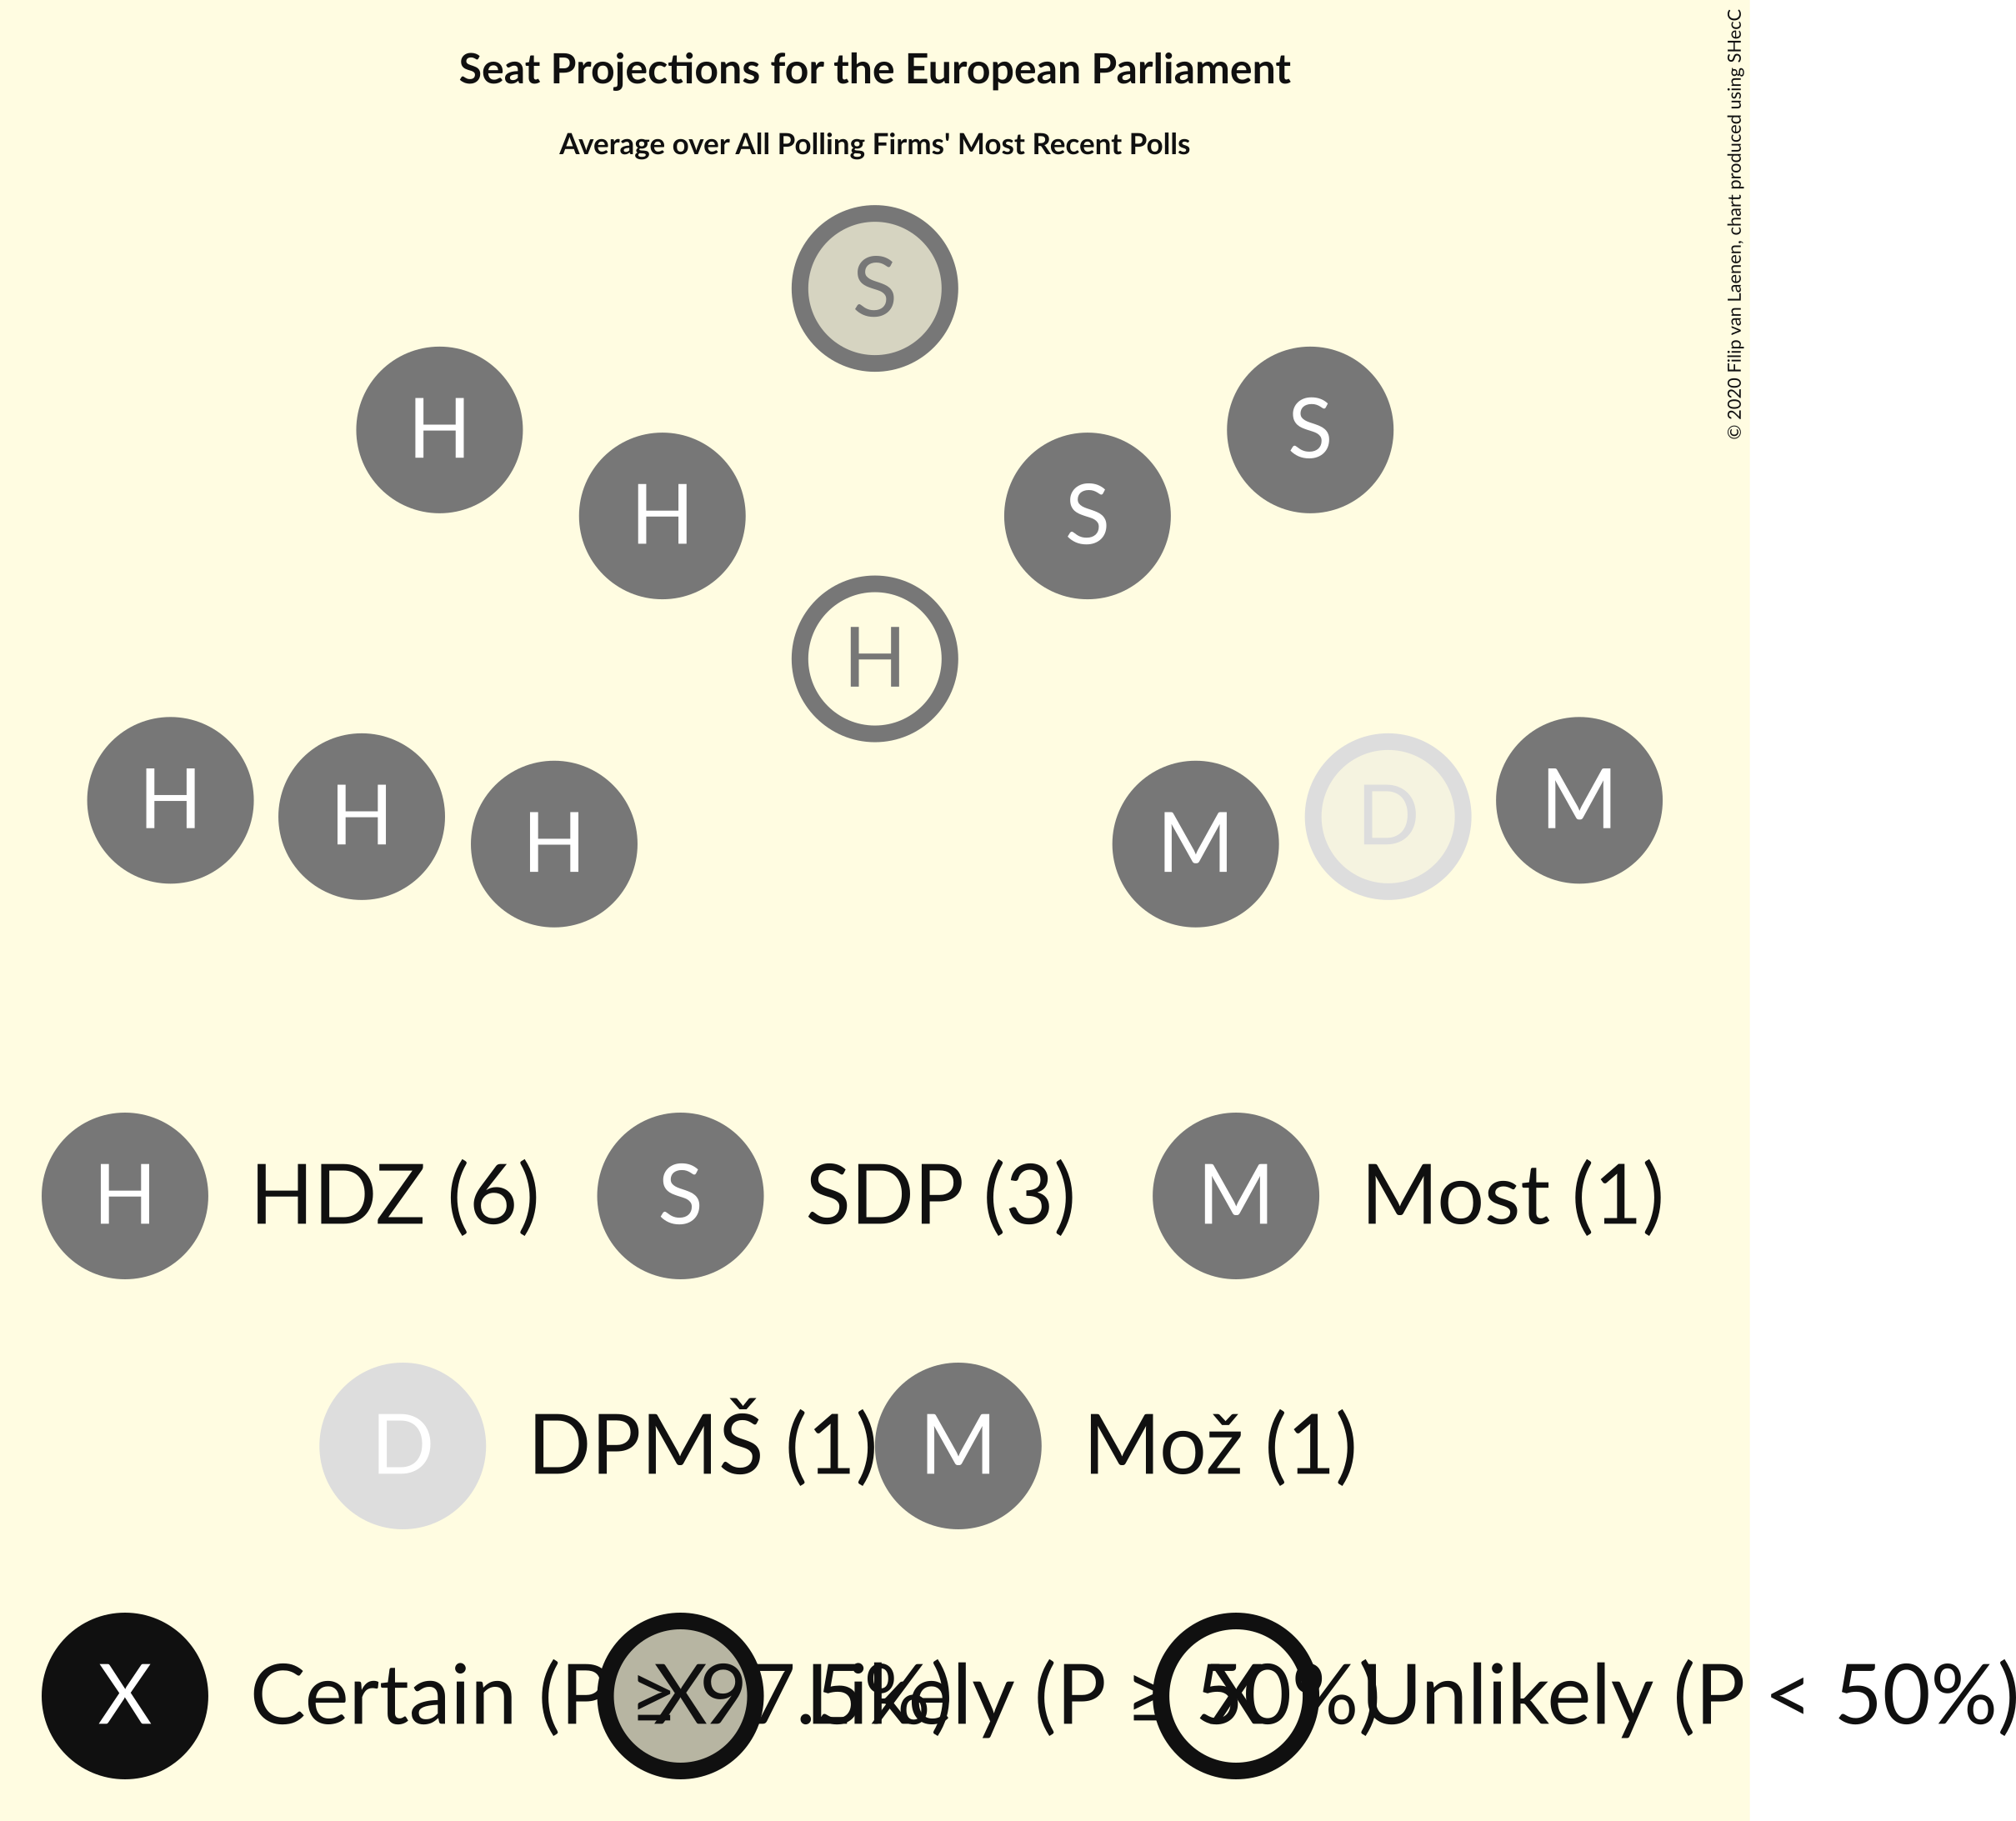 Seat Projections for the European Parliament
Average over All Polling Firms' Most Recent Polls
© 2020 Filip van Laenen, chart produced using SHecC
S
H
S
H
S
H
H
H
H
M
D
M
H HDZ (6)
S SDP (3)
M Most (1)
D DPMŠ (1)
M Mož (1)
X Certain (P ≥ 97.5%)
X Likely (P ≥ 50%)
X Unlikely (P < 50%)